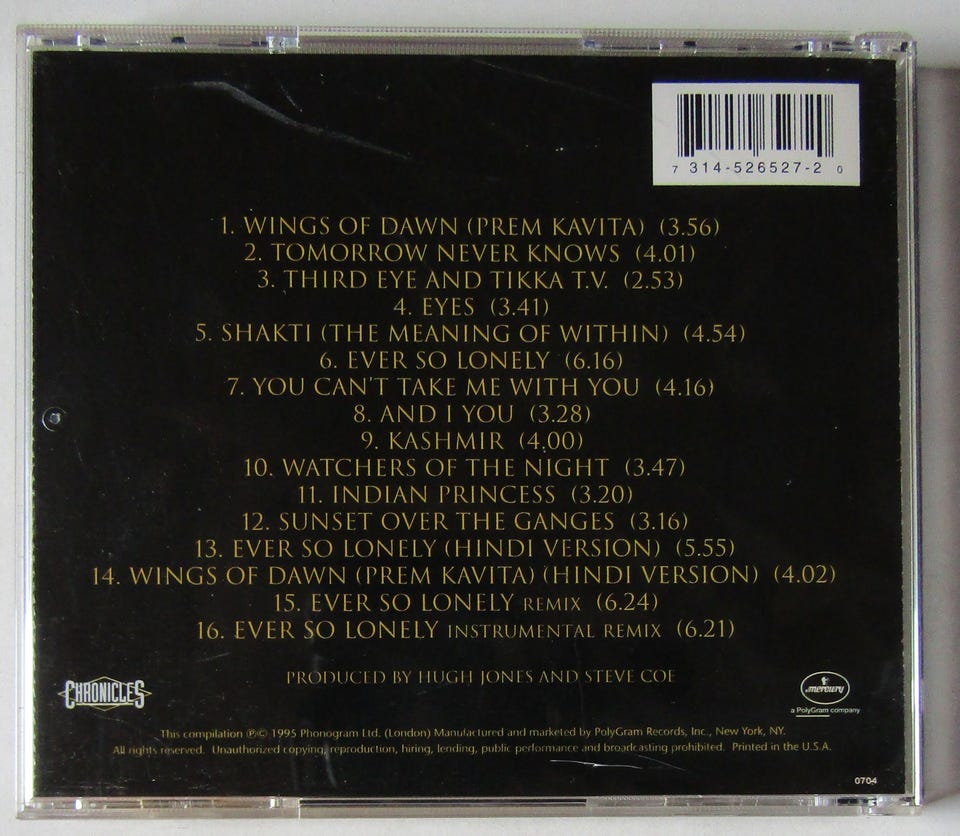 7 314-526527-2 0
1. WINGS OF DAWN (PREM KAVITA) (3.56)
2. TOMORROW NEVER KNOWS (4.01)
3. THIRD EYE AND TIKKA T.V. (2.53)
4. EYES (3.41)
5. SHAKTI (THE MEANING OF WITHIN) (4.54)
6. EVER SO LONELY (6.16)
7. YOU CAN'T TAKE ME WITH YOU (4.16)
8. AND I YOU (3.28)
9. KASHMIR (4.00)
10. WATCHERS OF THE NIGHT (3.47)
11. INDIAN PRINCESS (3.20)
12. SUNSET OVER THE GANGES (3.16)
13. EVER SO LONELY (HINDI VERSION) (5.55)
14. WINGS OF DAWN (PREM KAVITA) (HINDI VERSION) (4.02)
15. EVER SO LONELY REMIX (6.24)
16. EVER SO LONELY INSTRUMENTAL REMIX (6.21)
PRODUCED BY HUGH JONES AND STEVE COE
CHRONICLES
mercury
a PolyGram company
This compilation ℗© 1995 Phonogram Ltd. (London) Manufactured and marketed by PolyGram Records, Inc., New York, NY.
All rights reserved. Unauthorized copying, reproduction, hiring, lending, public performance and broadcasting prohibited. Printed in the U.S.A.
0704